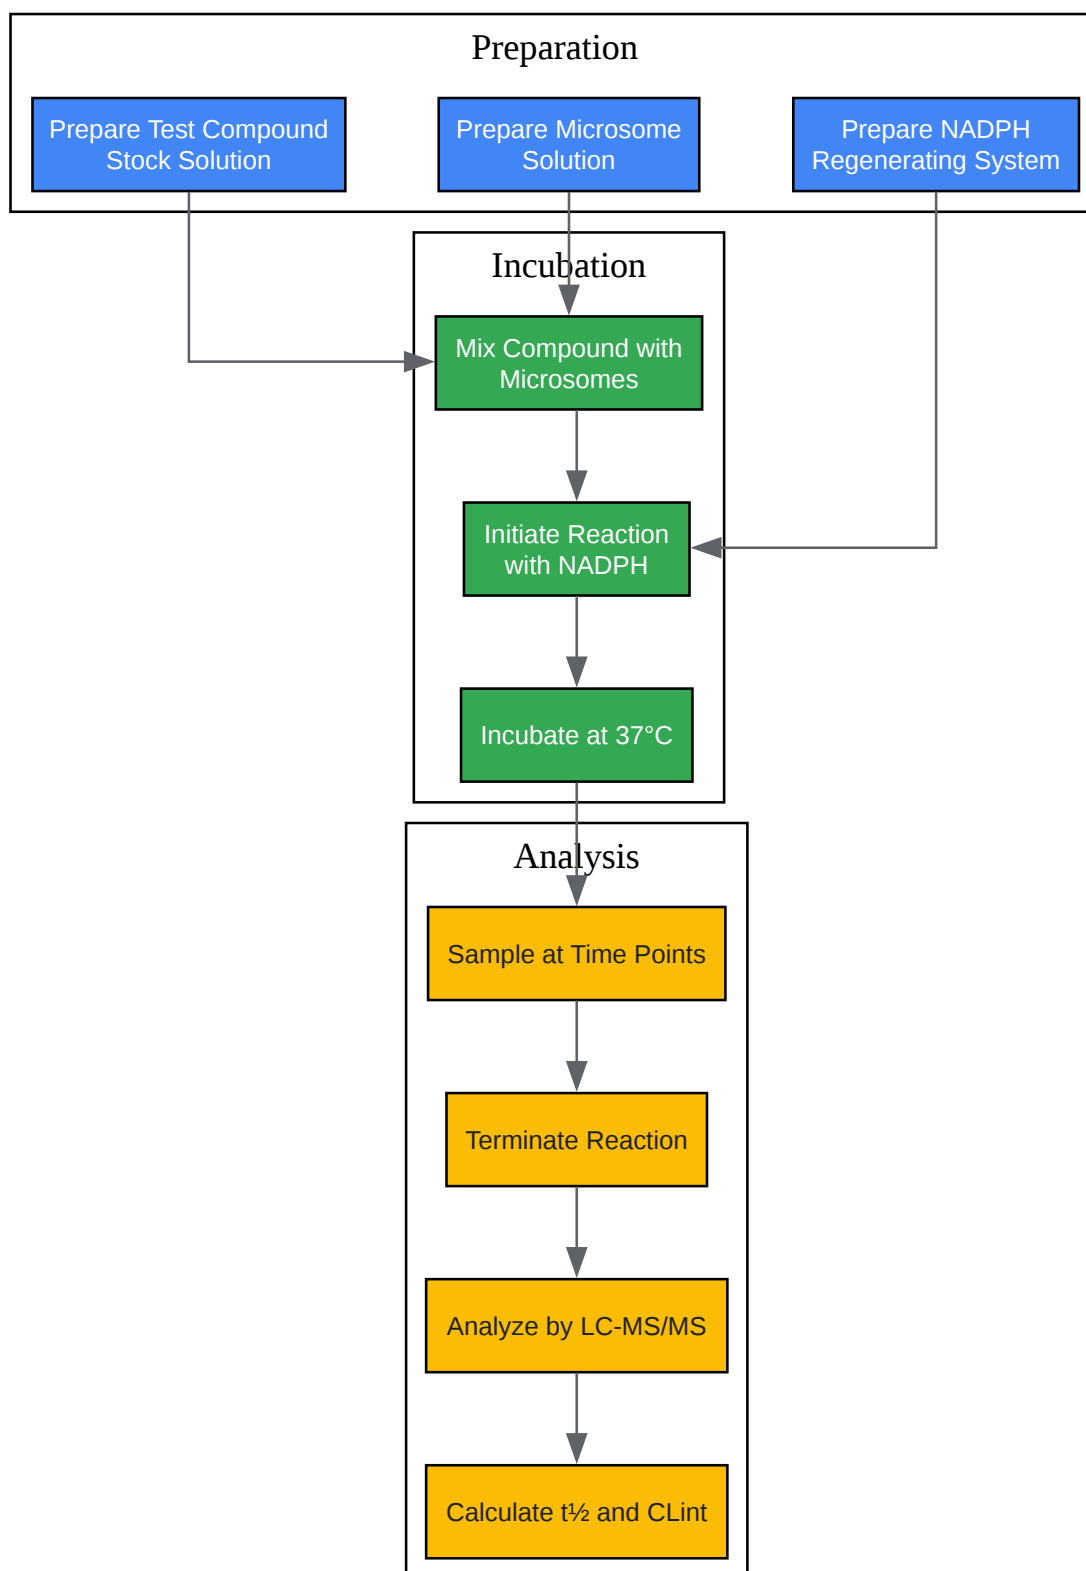 Preparation
Prepare Test Compound
Stock Solution
Prepare Microsome
Solution
Prepare NADPH
Regenerating System
Incubation
Mix Compound with
Microsomes
Initiate Reaction
with NADPH
Incubate at 37°C
Analysis
Sample at Time Points
Terminate Reaction
Analyze by LC-MS/MS
Calculate t½ and CLint